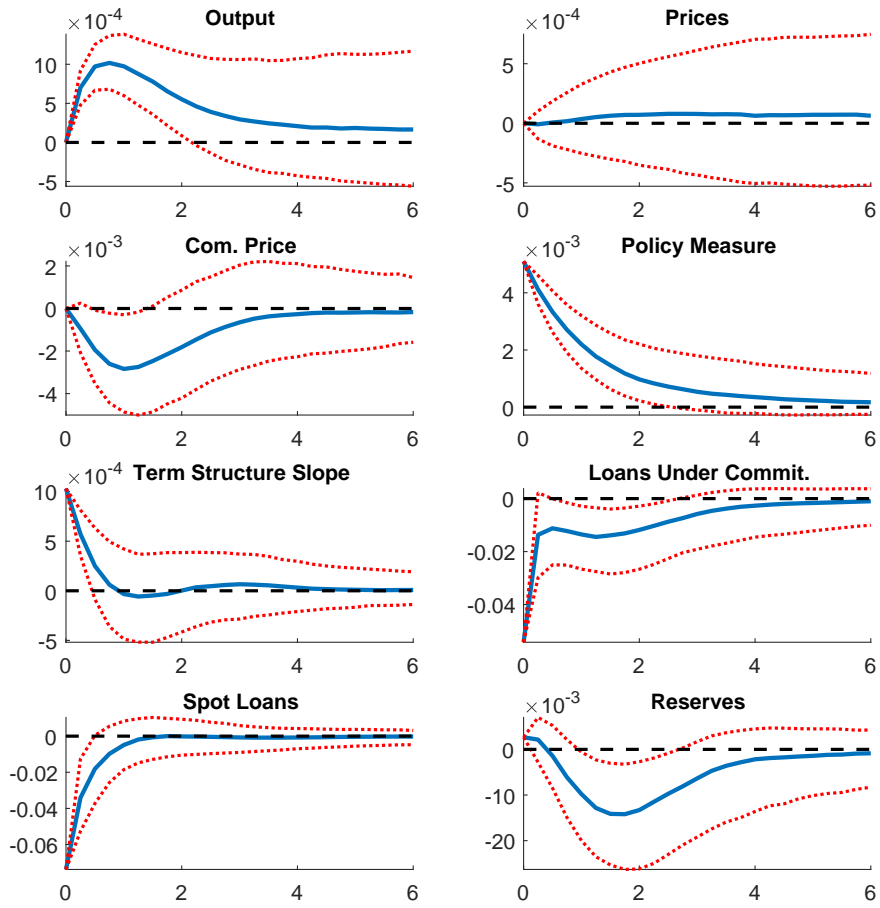 Output
×10⁻⁴
10
5
0
-5
0 2 4 6
Prices
×10⁻⁴
5
0
-5
0 2 4 6
Com. Price
×10⁻³
2
0
-2
-4
0 2 4 6
Policy Measure
×10⁻³
4
2
0
0 2 4 6
Term Structure Slope
×10⁻⁴
10
5
0
-5
0 2 4 6
Loans Under Commit.
0
-0.02
-0.04
0 2 4 6
Spot Loans
0
-0.02
-0.04
-0.06
0 2 4 6
Reserves
×10⁻³
0
-10
-20
0 2 4 6